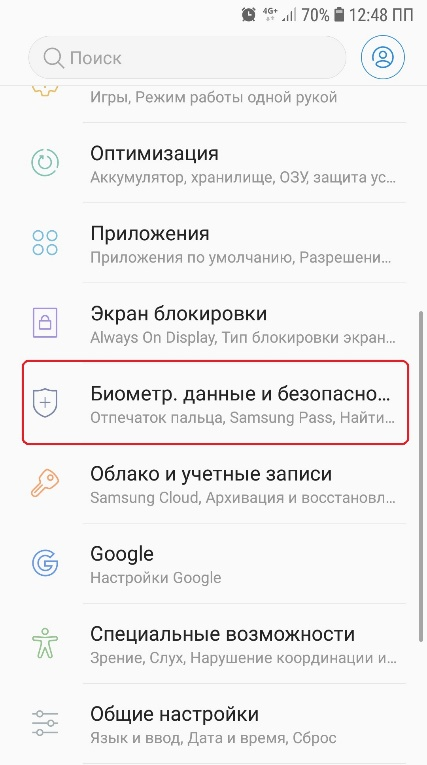 4G+ 70% 12:48 ПП
Поиск
Игры, Режим работы одной рукой
Оптимизация
Аккумулятор, хранилище, ОЗУ, защита ус...
Приложения
Приложения по умолчанию, Разрешени...
Экран блокировки
Always On Display, Тип блокировки экран...
Биометр. данные и безопасно...
Отпечаток пальца, Samsung Pass, Найти...
Облако и учетные записи
Samsung Cloud, Архивация и восстановл...
Google
Настройки Google
Специальные возможности
Зрение, Слух, Нарушение координации и...
Общие настройки
Язык и ввод, Дата и время, Сброс